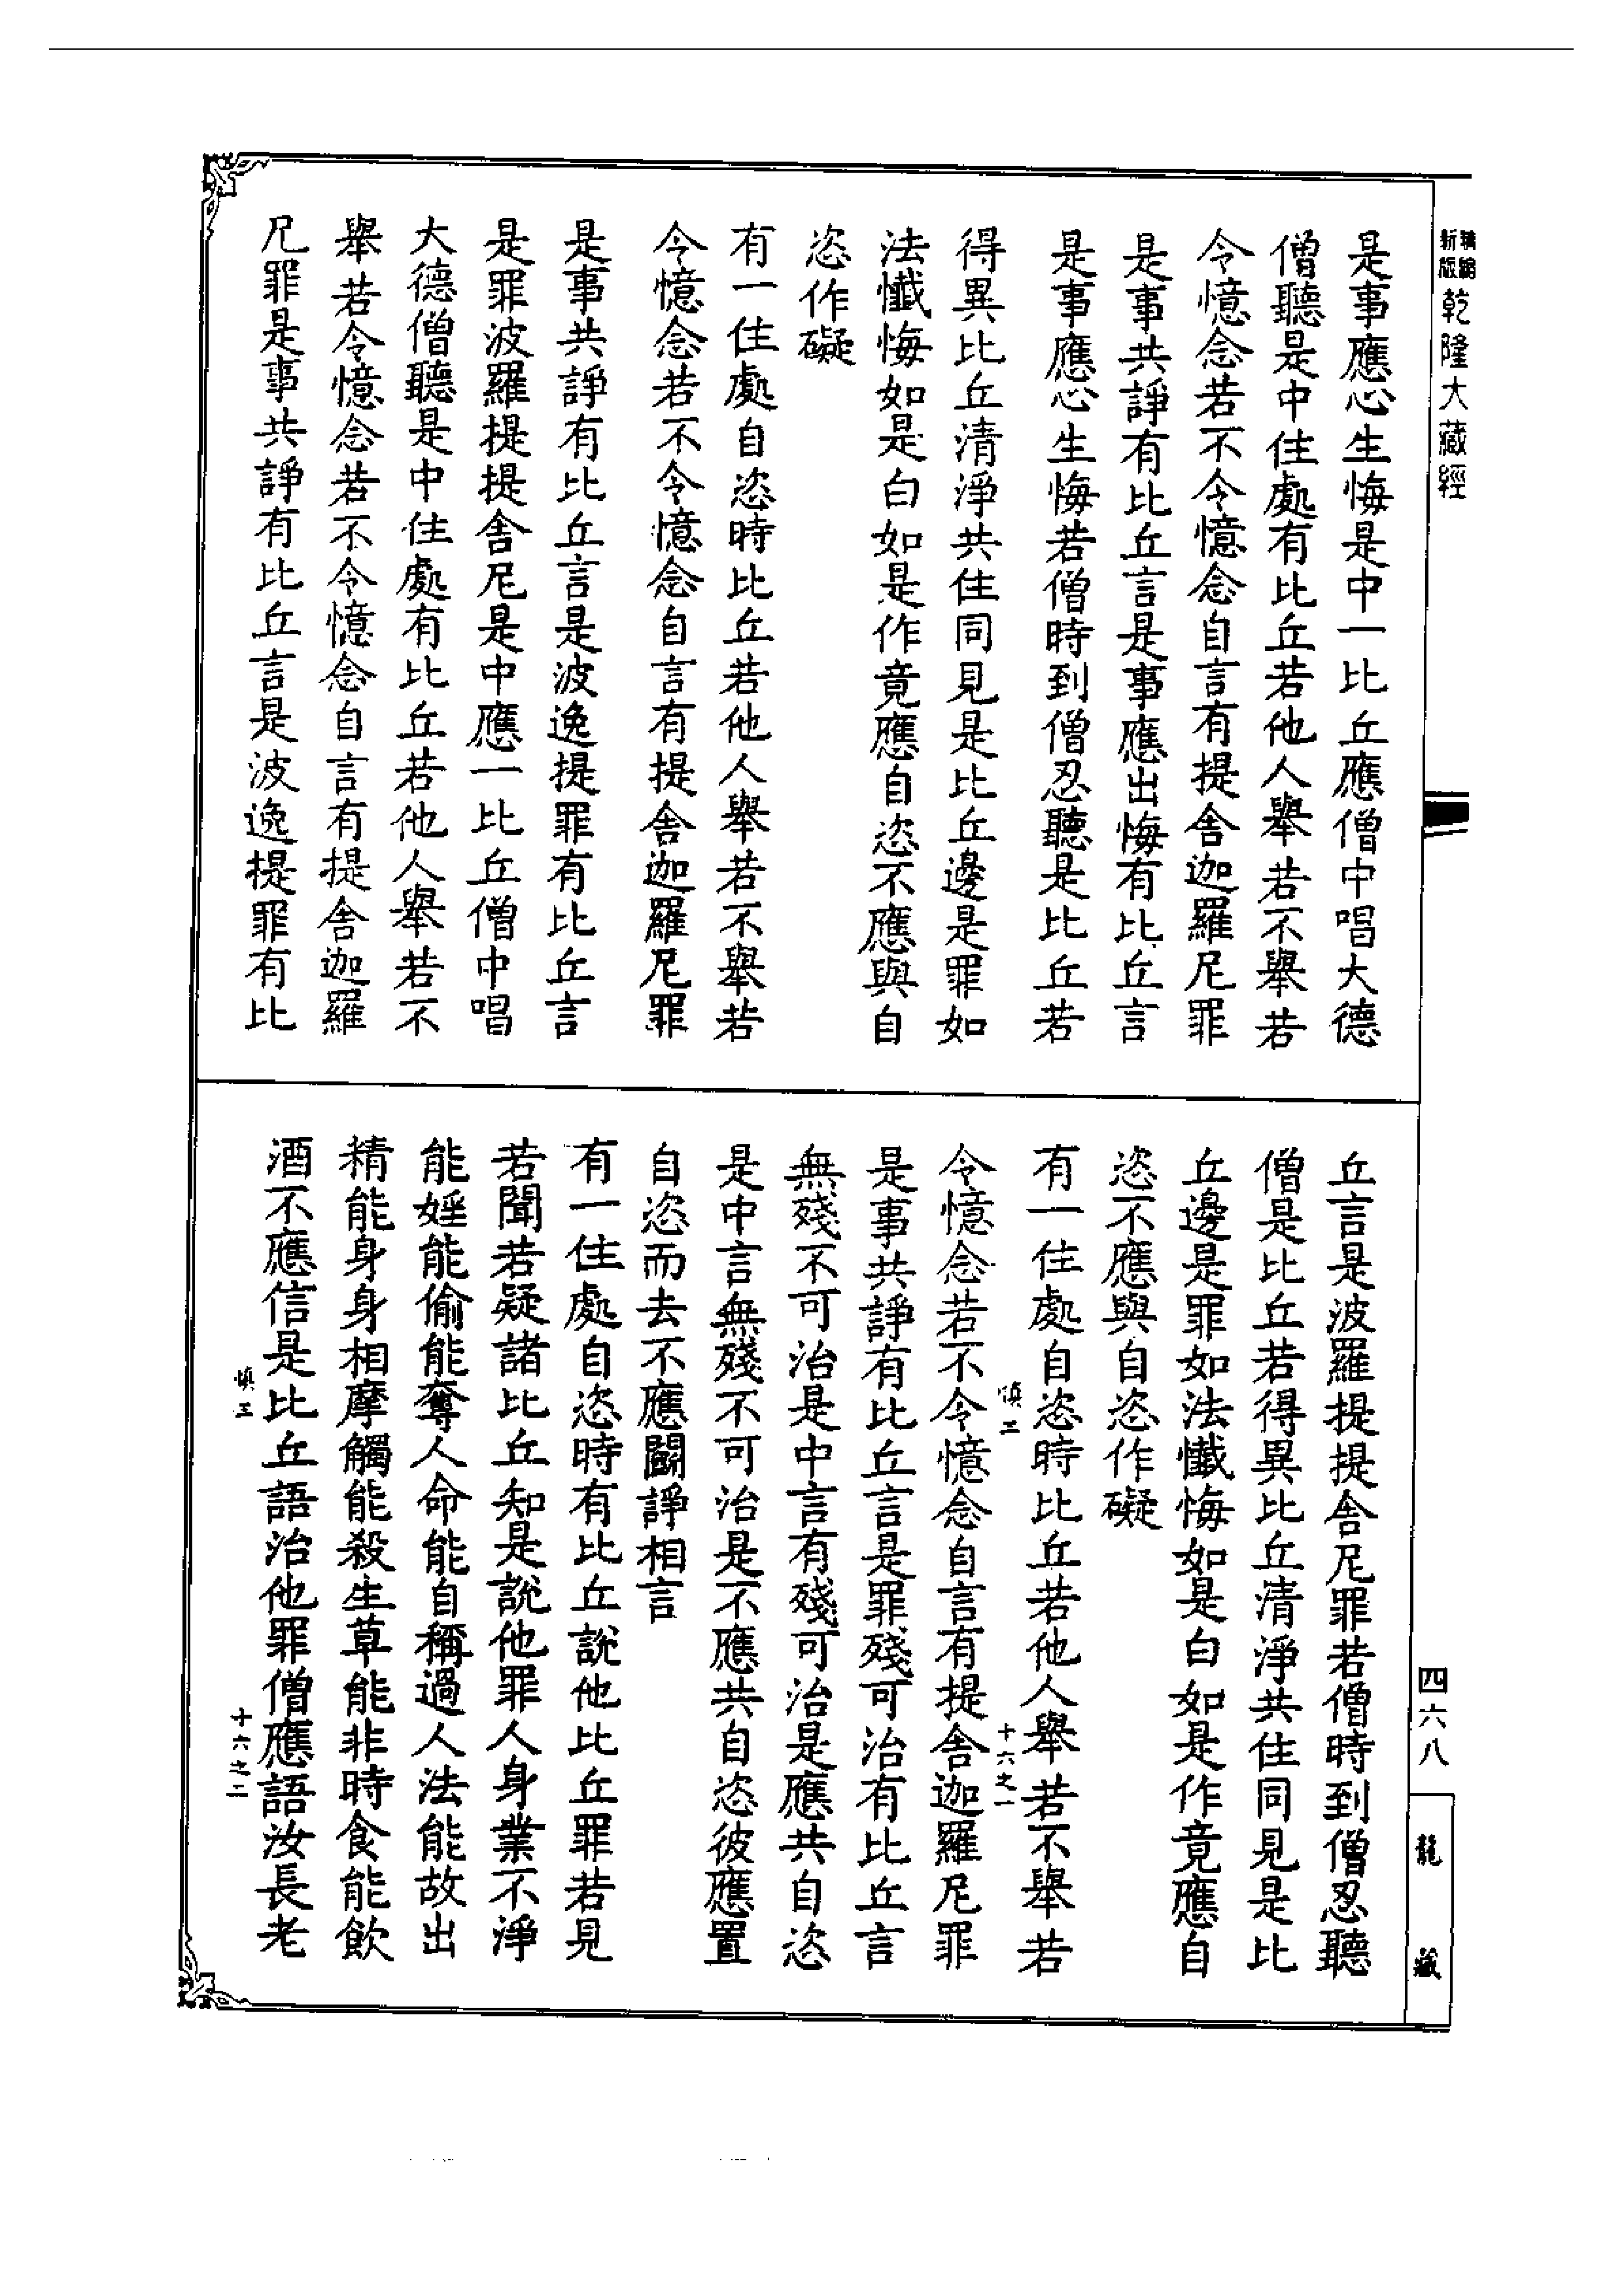 新版精縮乾隆大藏經
是事應心生悔是中一比丘應僧中唱大德
僧聽是中住處有比丘若他人舉若不舉若
令憶念若不令憶念自言有提舍迦羅尼罪
是事共諍有比丘言是事應出悔有比丘言
是事應心生悔若僧時到僧忍聽是比丘若
得異比丘清淨共住同見是比丘邊是罪如
法懺悔如是白如是作竟應自恣不應與自
恣作礙
有一住處自恣時比丘若他人舉若不舉若
令憶念若不令憶念自言有提舍迦羅尼罪
是事共諍有比丘言是波逸提罪有比丘言
是罪波羅提提舍尼是中應一比丘僧中唱
大德僧聽是中住處有比丘若他人舉若不
舉若令憶念若不令憶念自言有提舍迦羅
尼罪是事共諍有比丘言是波逸提罪有比
丘言是波羅提提舍尼罪若僧時到僧忍聽
僧是比丘若得異比丘清淨共住同見是比
丘邊是罪如法懺悔如是白如是作竟應自
恣不應與自恣作礙
有一住處自恣時比丘若他人舉若不舉若
慎工 十六之一
令憶念若不令憶念自言有提舍迦羅尼罪
是事共諍有比丘言是罪殘可治有比丘言
無殘不可治是中言有殘可治是應共自恣
是中言無殘不可治是不應共自恣彼應置
自恣而去不應鬬諍相言
有一住處自恣時有比丘說他比丘罪若見
若聞若疑諸比丘知是說他罪人身業不淨
能婬能偷能奪人命能自稱過人法能故出
精能身身相摩觸能殺生草能非時食能飲
酒不應信是比丘語治他罪僧應語汝長老
慎工 十六之二
四六八
龍藏